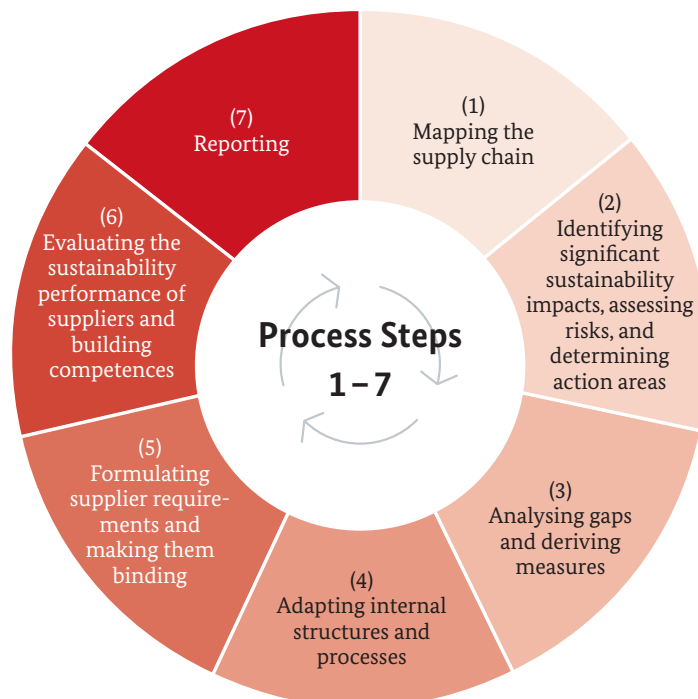 (1)
Mapping the
supply chain
(2)
Identifying
significant
sustainability
impacts, assessing
risks, and
determining
action areas
(3)
Analysing gaps
and deriving
measures
(4)
Adapting internal
structures and
processes
(5)
Formulating
supplier require-
ments and
making them
binding
(6)
Evaluating the
sustainability
performance of
suppliers and
building
competences
(7)
Reporting
Process Steps
1–7